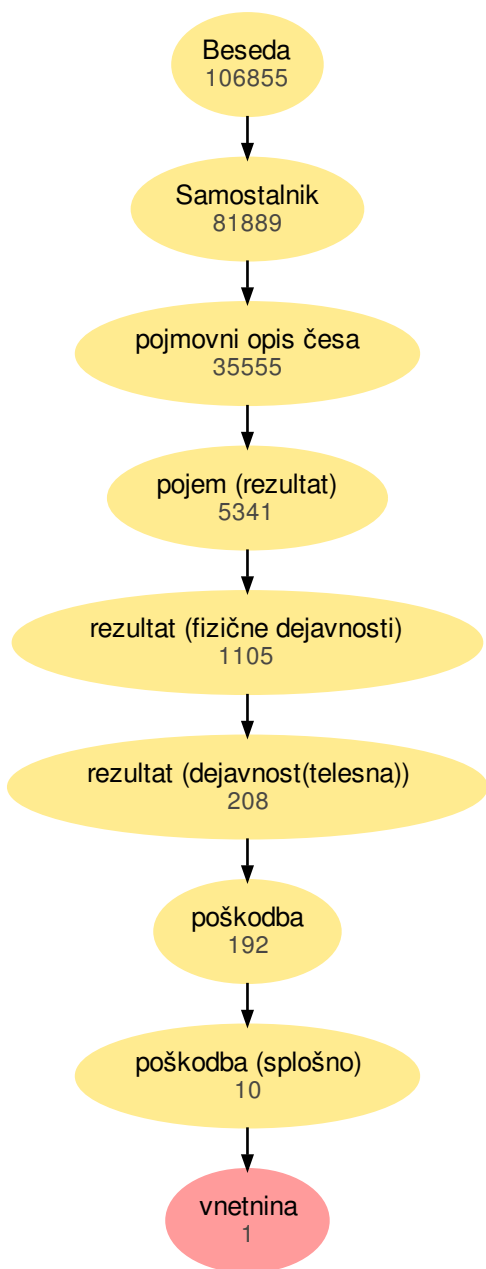 Beseda
106855
Samostalnik
81889
pojmovni opis česa
35555
pojem (rezultat)
5341
rezultat (fizične dejavnosti)
1105
rezultat (dejavnost(telesna))
208
poškodba
192
poškodba (splošno)
10
vnetnina
1